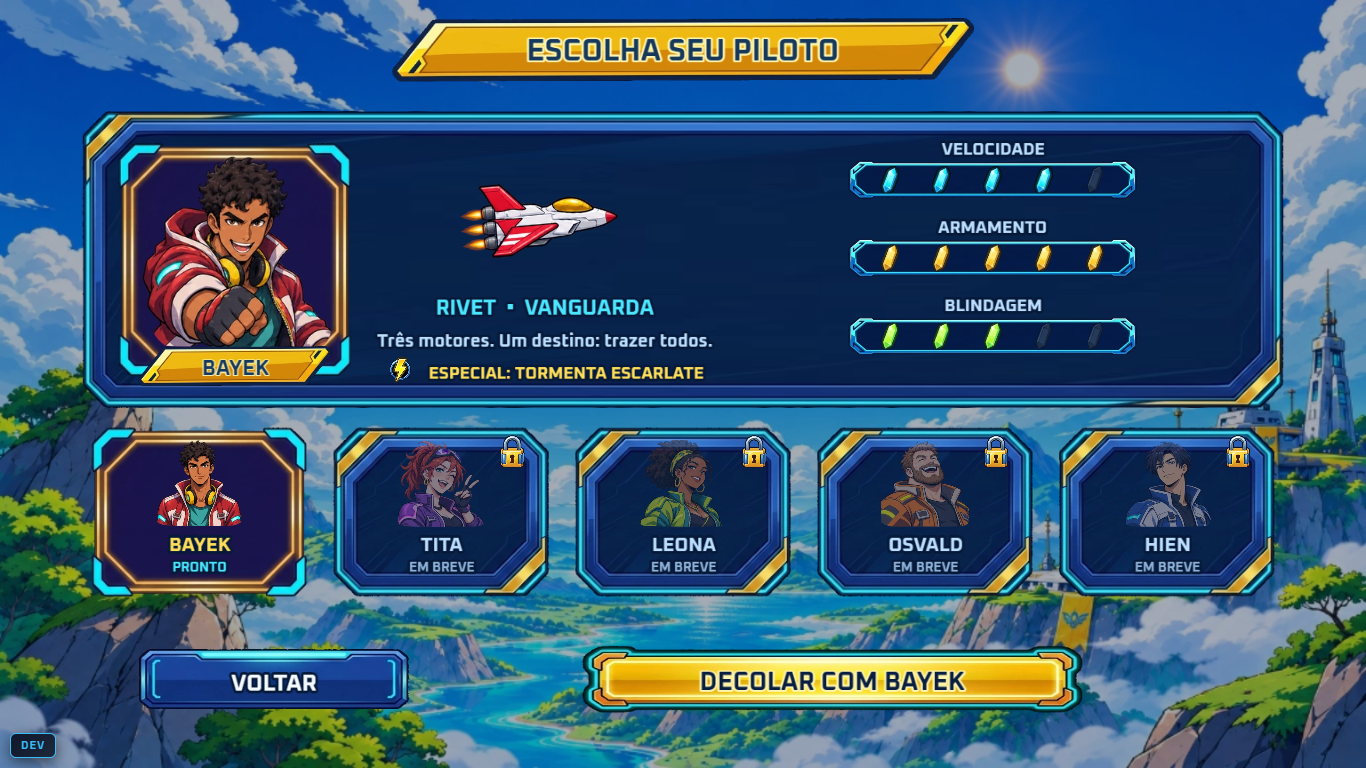 ESCOLHA SEU PILOTO
BAYEK
RIVET ▪ VANGUARDA
Três motores. Um destino: trazer todos.
ESPECIAL: TORMENTA ESCARLATE
VELOCIDADE
ARMAMENTO
BLINDAGEM
BAYEK
PRONTO
TITA
EM BREVE
LEONA
EM BREVE
OSVALD
EM BREVE
HIEN
EM BREVE
VOLTAR
DECOLAR COM BAYEK
DEV